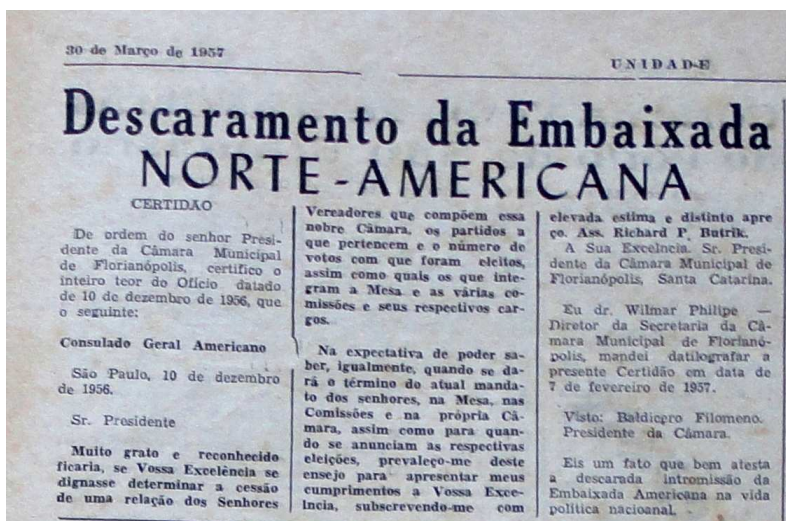 30 de Março de 1957
UNIDADE
Descaramento da Embaixada
NORTE-AMERICANA
CERTIDÃO
De ordem do senhor Presi-
dente da Câmara Municipal
de Florianópolis, certifico o
inteiro teor do Ofício datado
de 10 de dezembro de 1956, que
o seguinte:
Consulado Geral Americano
São Paulo, 10 de dezembro
de 1956.
Sr. Presidente
Muito grato e reconhecido
ficaria, se Vossa Excelência se
dignasse determinar a cessão
de uma relação dos Senhores
Vereadores que compõem essa
nobre Câmara, os partidos a
que pertencem e o número de
votos com que foram eleitos,
assim como quais os que inte-
gram a Mesa e as várias co-
missões e seus respectivos car-
gos.
Na expectativa de poder sa-
ber, igualmente, quando se da-
rá o término do atual manda-
to dos senhores, na Mesa, nas
Comissões e na própria Câ-
mara, assim como para quan-
do se anunciam as respectivas
eleições, prevaleço-me deste
ensejo para apresentar meus
cumprimentos a Vossa Exce-
lência, subscrevendo-me com
elevada estima e distinto apre
ço. Ass. Richard P. Butrik.
A Sua Excelncia. Sr. Presi-
dente da Câmara Municipal de
Florianópolis, Santa Catarina.
Eu dr. Wilmar Philipe —
Diretor da Secretaria da Câ-
mara Municipal de Florianó-
polis, mandei datilografar a
presente Certidão em data de
7 de fevereiro de 1957.
Visto: Baldicero Filomeno.
Presidente da Câmara.
Eis um fato que bem atesta
a descarada intromissão da
Embaixada Americana na vida
política nacioanl.